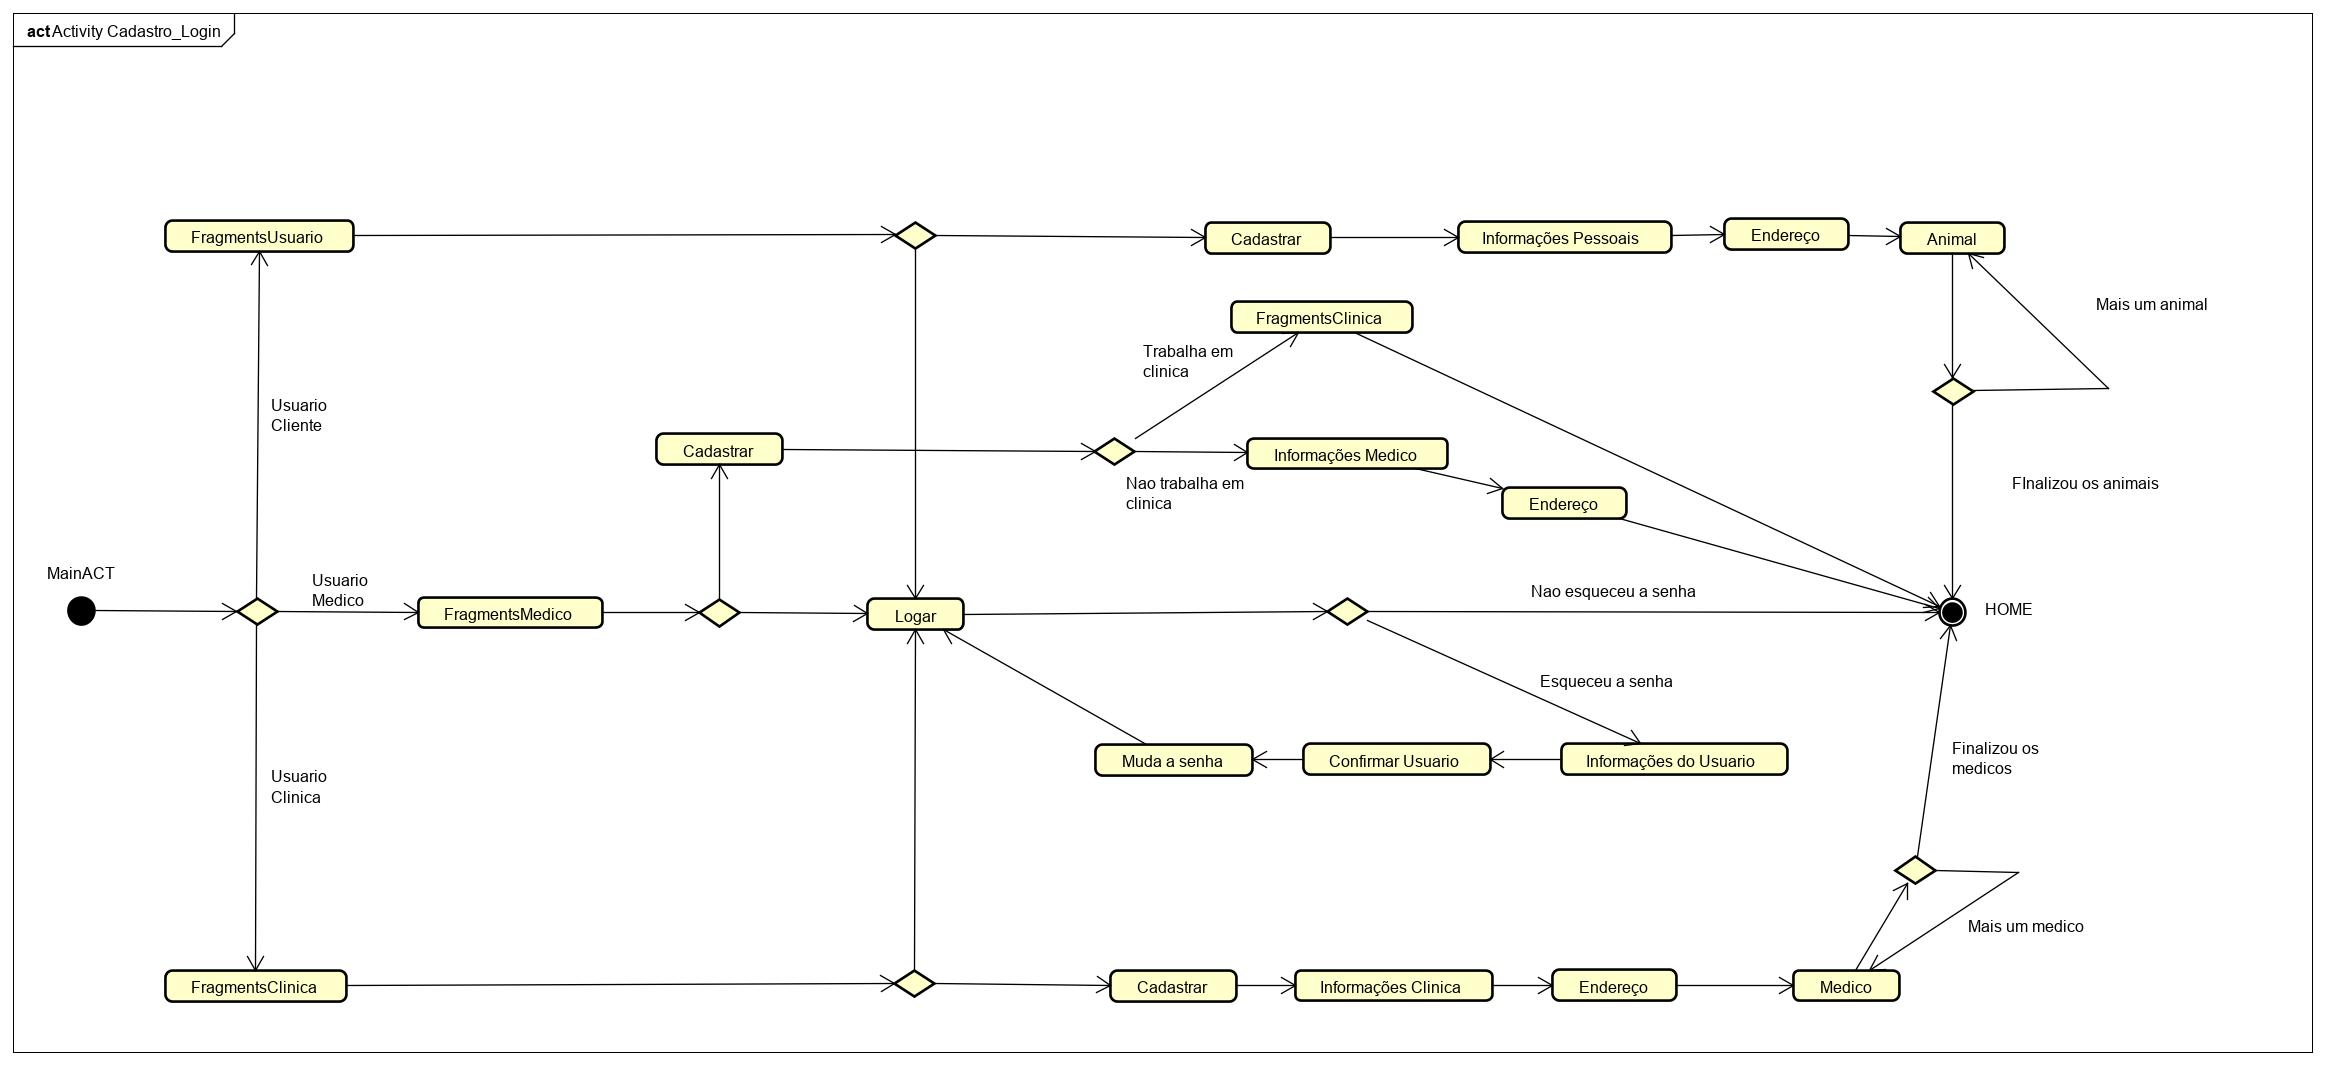 act Activity Cadastro_Login
FragmentsUsuario
Cadastrar
Informações Pessoais
Endereço
Animal
Mais um animal
FragmentsClinica
Trabalha em
clinica
Usuario
Cliente
Cadastrar
Informações Medico
Nao trabalha em
clinica
Endereço
FInalizou os animais
MainACT
Usuario
Medico
FragmentsMedico
Logar
Nao esqueceu a senha
HOME
Esqueceu a senha
Muda a senha
Confirmar Usuario
Informações do Usuario
Finalizou os
medicos
Usuario
Clinica
Mais um medico
FragmentsClinica
Cadastrar
Informações Clinica
Endereço
Medico